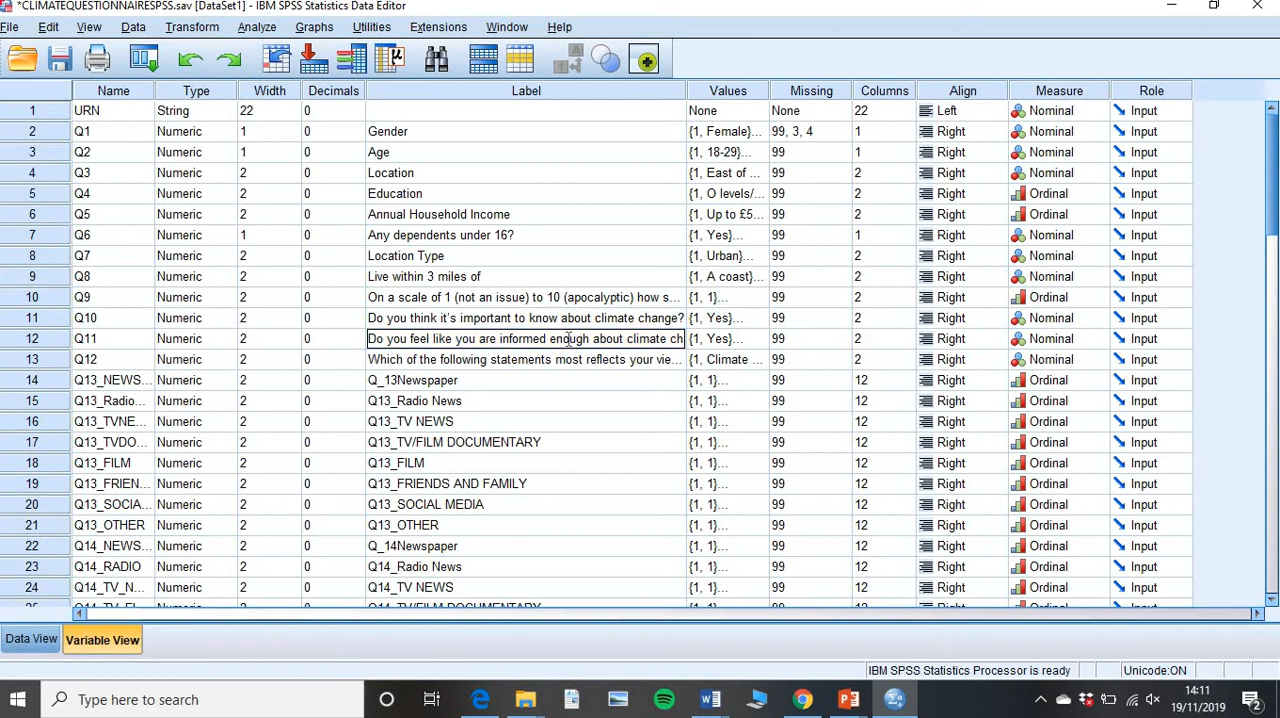 *CLIMATEQUESTIONNAIRESPSS.sav [DataSet1] - IBM SPSS Statistics Data Editor
File Edit View Data Transform Analyze Graphs Utilities Extensions Window Help
Name Type Width Decimals Label Values Missing Columns Align Measure Role
1 URN String 22 0 None None 22 Left Nominal Input
2 Q1 Numeric 1 0 Gender {1, Female}... 99, 3, 4 1 Right Nominal Input
3 Q2 Numeric 1 0 Age {1, 18-29}... 99 1 Right Nominal Input
4 Q3 Numeric 2 0 Location {1, East of ... 99 2 Right Nominal Input
5 Q4 Numeric 2 0 Education {1, O levels/... 99 2 Right Ordinal Input
6 Q5 Numeric 2 0 Annual Household Income {1, Up to £5... 99 2 Right Ordinal Input
7 Q6 Numeric 1 0 Any dependents under 16? {1, Yes}... 99 1 Right Nominal Input
8 Q7 Numeric 2 0 Location Type {1, Urban}... 99 2 Right Nominal Input
9 Q8 Numeric 2 0 Live within 3 miles of {1, A coast}... 99 2 Right Nominal Input
10 Q9 Numeric 2 0 On a scale of 1 (not an issue) to 10 (apocalyptic) how s... {1, 1}... 99 2 Right Ordinal Input
11 Q10 Numeric 2 0 Do you think it's important to know about climate change? {1, Yes}... 99 2 Right Nominal Input
12 Q11 Numeric 2 0 Do you feel like you are informed enough about climate ch {1, Yes}... 99 2 Right Nominal Input
13 Q12 Numeric 2 0 Which of the following statements most reflects your vie... {1, Climate ... 99 2 Right Nominal Input
14 Q13_NEWS... Numeric 2 0 Q_13Newspaper {1, 1}... 99 12 Right Ordinal Input
15 Q13_Radio... Numeric 2 0 Q13_Radio News {1, 1}... 99 12 Right Ordinal Input
16 Q13_TVNE... Numeric 2 0 Q13_TV NEWS {1, 1}... 99 12 Right Ordinal Input
17 Q13_TVDO... Numeric 2 0 Q13_TV/FILM DOCUMENTARY {1, 1}... 99 12 Right Ordinal Input
18 Q13_FILM Numeric 2 0 Q13_FILM {1, 1}... 99 12 Right Ordinal Input
19 Q13_FRIEN... Numeric 2 0 Q13_FRIENDS AND FAMILY {1, 1}... 99 12 Right Ordinal Input
20 Q13_SOCIA... Numeric 2 0 Q13_SOCIAL MEDIA {1, 1}... 99 12 Right Ordinal Input
21 Q13_OTHER Numeric 2 0 Q13_OTHER {1, 1}... 99 12 Right Ordinal Input
22 Q14_NEWS... Numeric 2 0 Q_14Newspaper {1, 1}... 99 12 Right Ordinal Input
23 Q14_RADIO Numeric 2 0 Q14_Radio News {1, 1}... 99 12 Right Ordinal Input
24 Q14_TV_N... Numeric 2 0 Q14_TV NEWS {1, 1}... 99 12 Right Ordinal Input
Data View Variable View
IBM SPSS Statistics Processor is ready Unicode:ON
Type here to search
14:11
19/11/2019
2